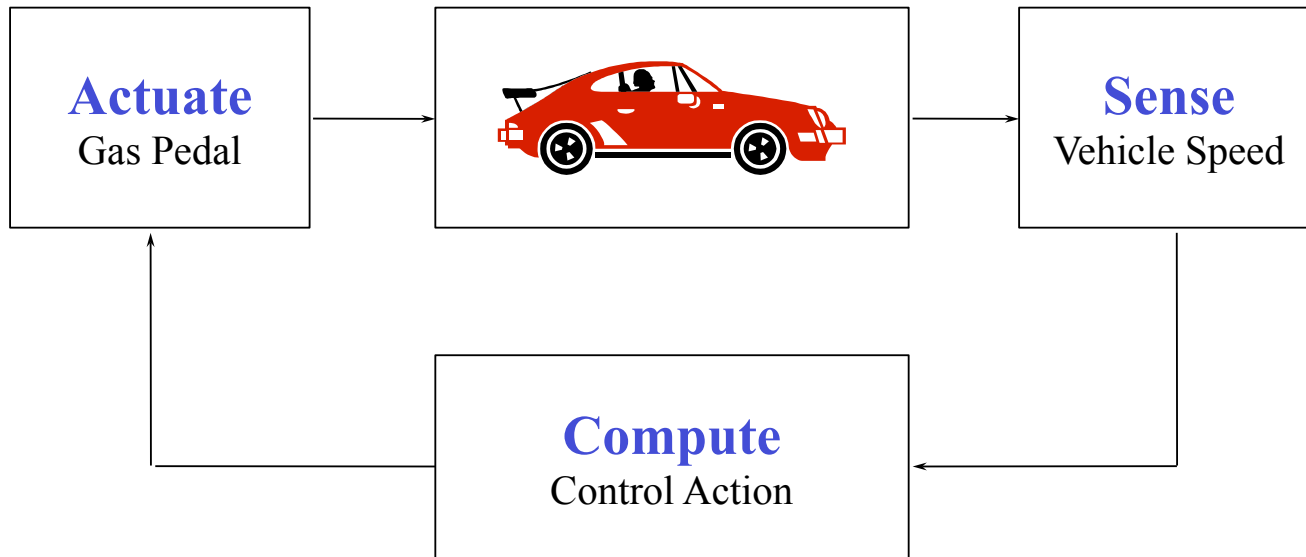 Actuate
Gas Pedal
Sense
Vehicle Speed
Compute
Control Action